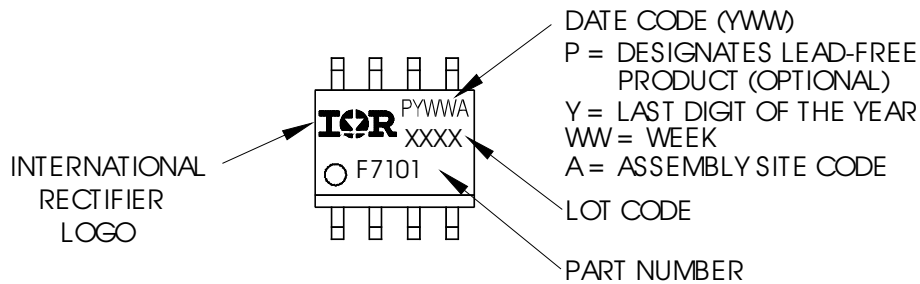 DATE CODE (YWW)
P = DESIGNATES LEAD-FREE
PRODUCT (OPTIONAL)
Y = LAST DIGIT OF THE YEAR
WW = WEEK
A = ASSEMBLY SITE CODE
LOT CODE
PART NUMBER
INTERNATIONAL
RECTIFIER
LOGO
IOR
PYWWA
XXXX
F7101